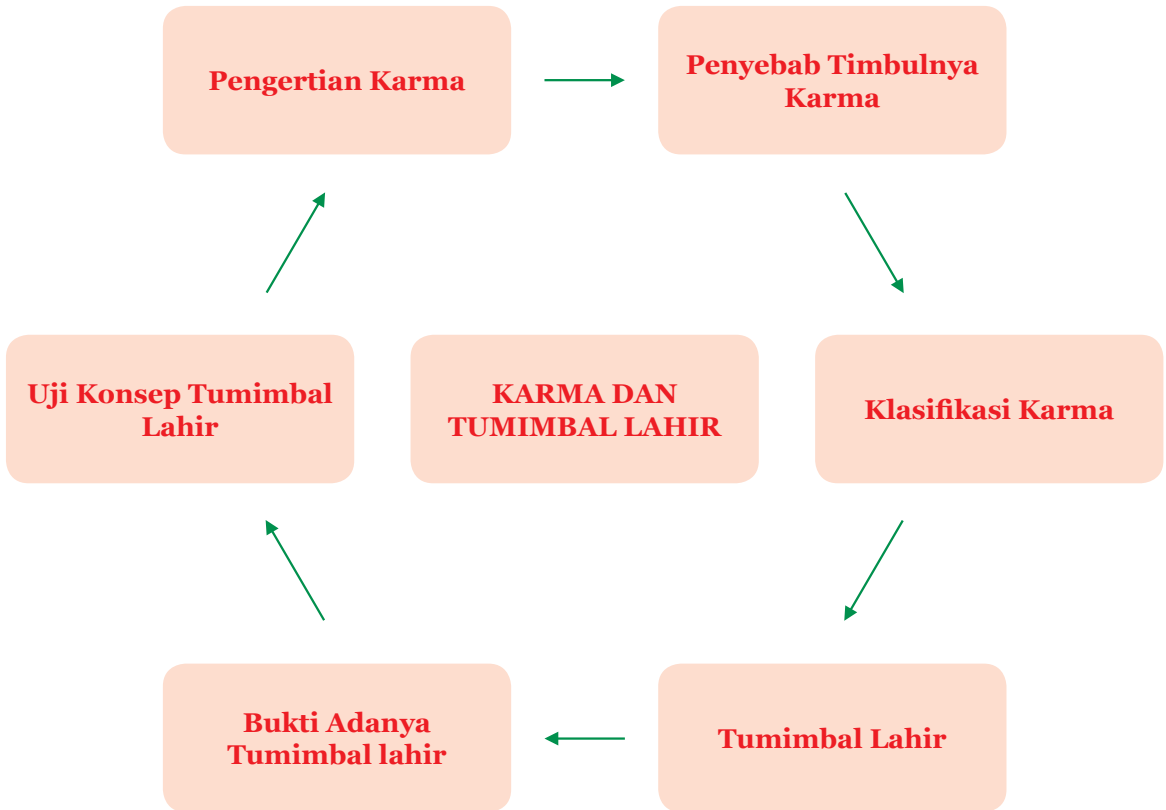 Pengertian Karma
Penyebab Timbulnya
Karma
Uji Konsep Tumimbal
Lahir
KARMA DAN
TUMIMBAL LAHIR
Klasifikasi Karma
Bukti Adanya
Tumimbal lahir
Tumimbal Lahir